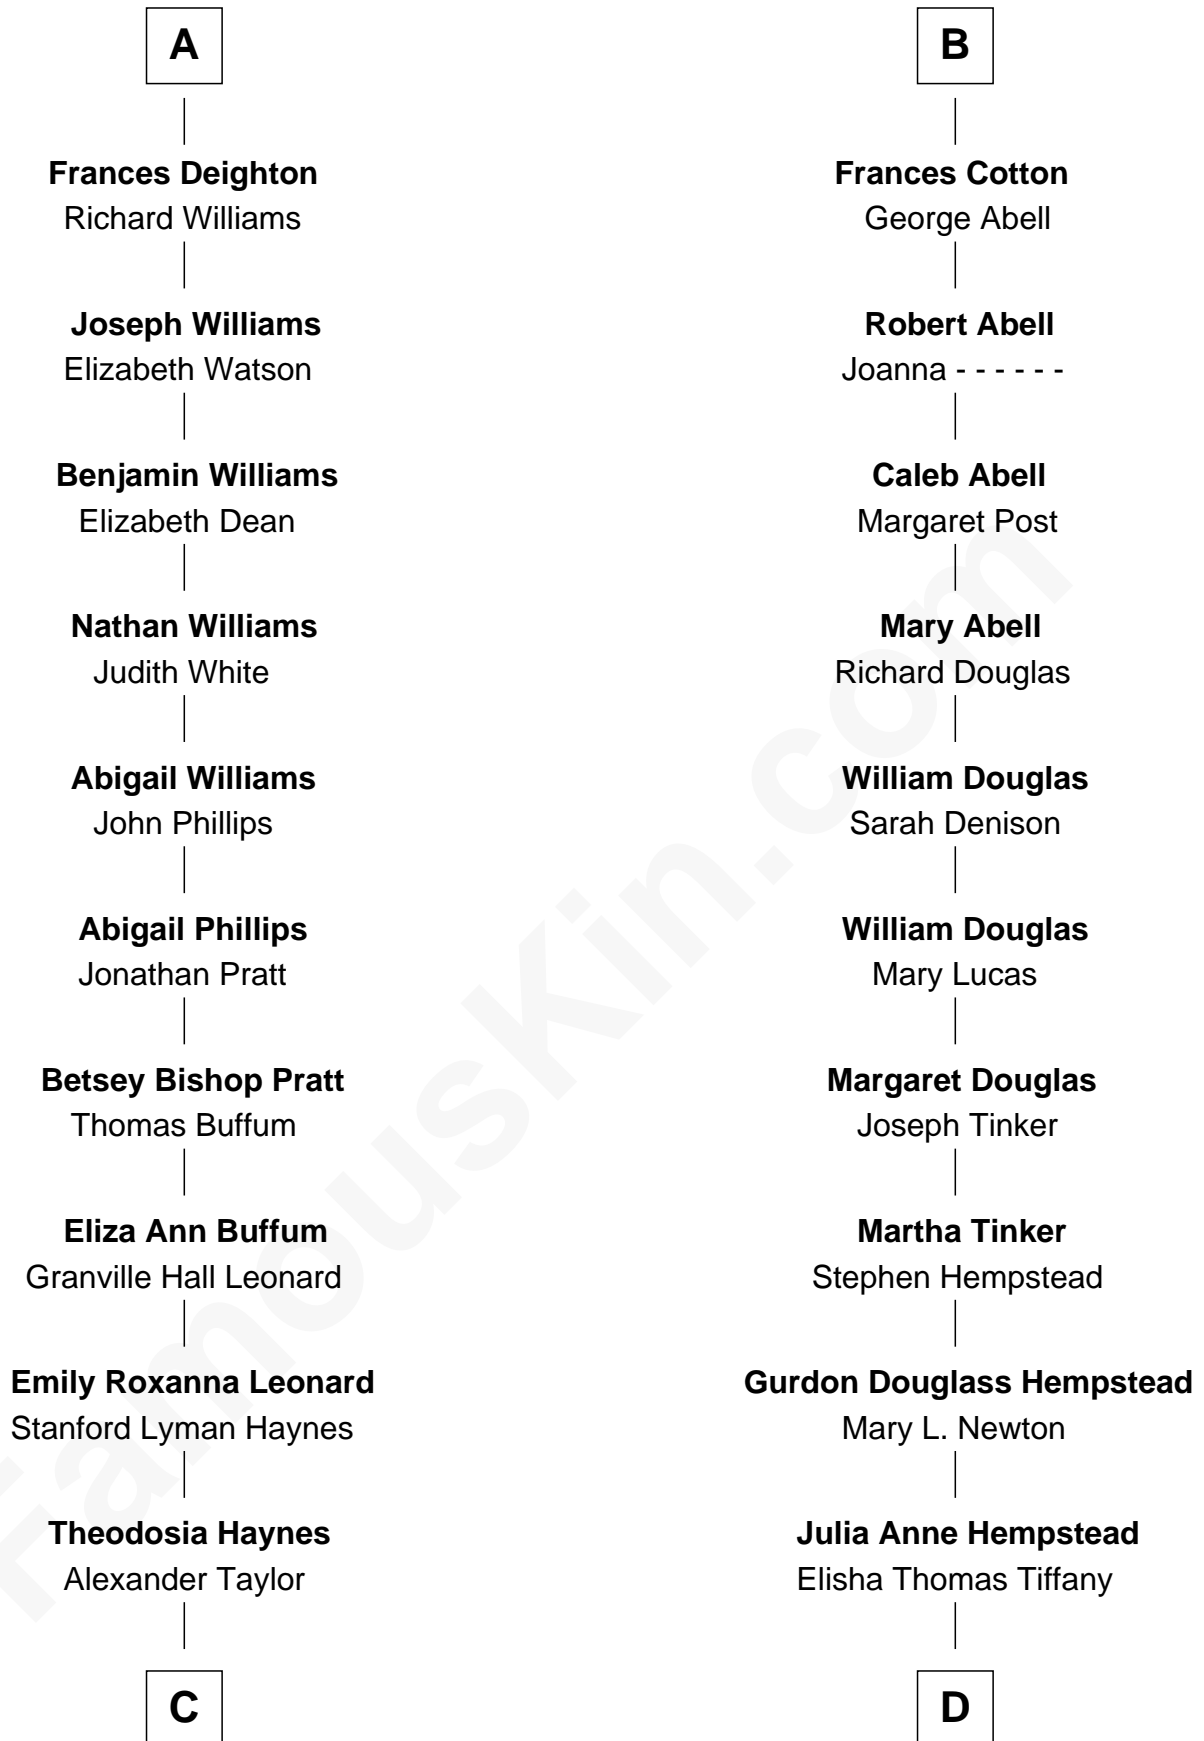 A
Frances Deighton
Richard Williams
Joseph Williams
Elizabeth Watson
Benjamin Williams
Elizabeth Dean
Nathan Williams
Judith White
Abigail Williams
John Phillips
Abigail Phillips
Jonathan Pratt
Betsey Bishop Pratt
Thomas Buffum
Eliza Ann Buffum
Granville Hall Leonard
Emily Roxanna Leonard
Stanford Lyman Haynes
Theodosia Haynes
Alexander Taylor
C
B
Frances Cotton
George Abell
Robert Abell
Joanna - - - - - -
Caleb Abell
Margaret Post
Mary Abell
Richard Douglas
William Douglas
Sarah Denison
William Douglas
Mary Lucas
Margaret Douglas
Joseph Tinker
Martha Tinker
Stephen Hempstead
Gurdon Douglass Hempstead
Mary L. Newton
Julia Anne Hempstead
Elisha Thomas Tiffany
D
FamousKin.com